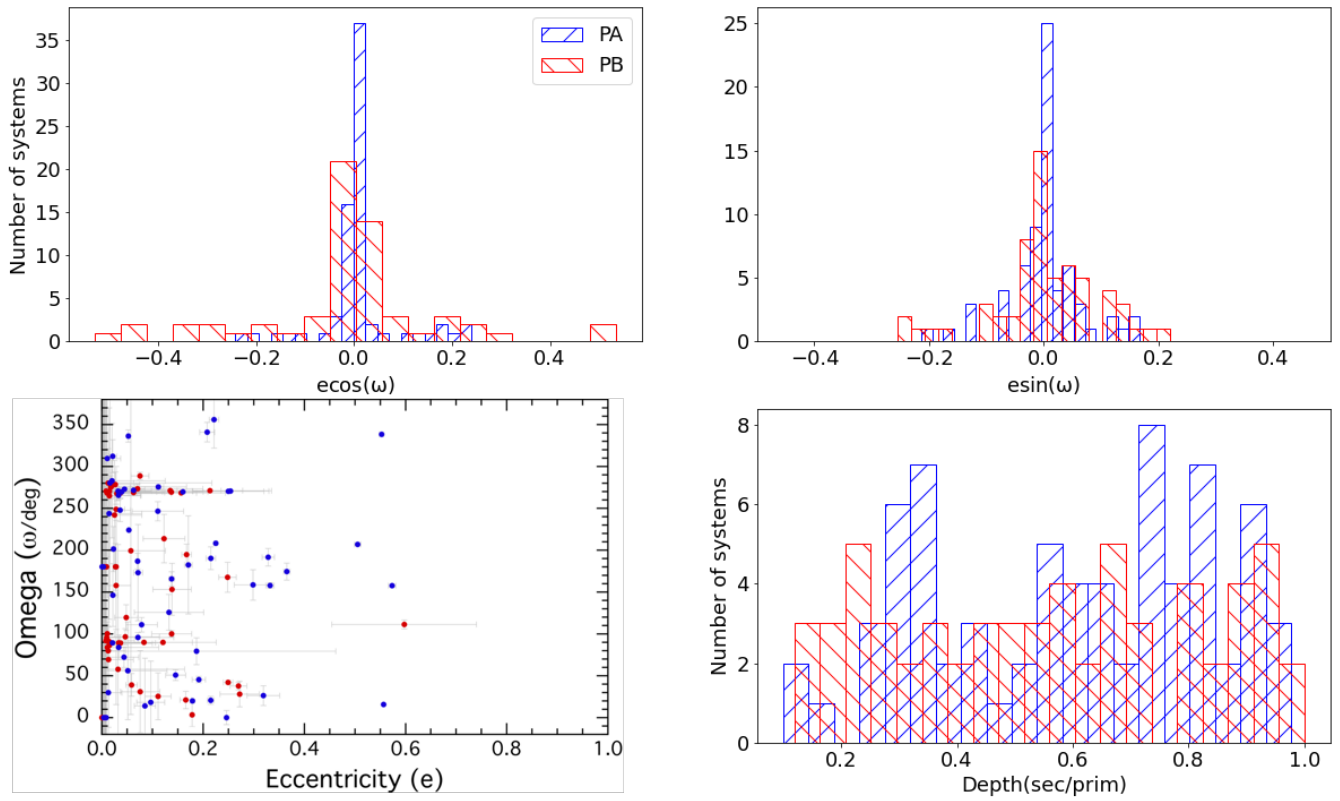 35
30
25
20
15
10
5
0
Number of systems
PA
PB
−0.4 −0.2 0.0 0.2 0.4
ecos(ω)
25
20
15
10
5
0
−0.4 −0.2 0.0 0.2 0.4
esin(ω)
350
300
250
200
150
100
50
0
Omega (ω/deg)
0.0 0.2 0.4 0.6 0.8 1.0
Eccentricity (e)
8
6
4
2
0
Number of systems
0.2 0.4 0.6 0.8 1.0
Depth(sec/prim)